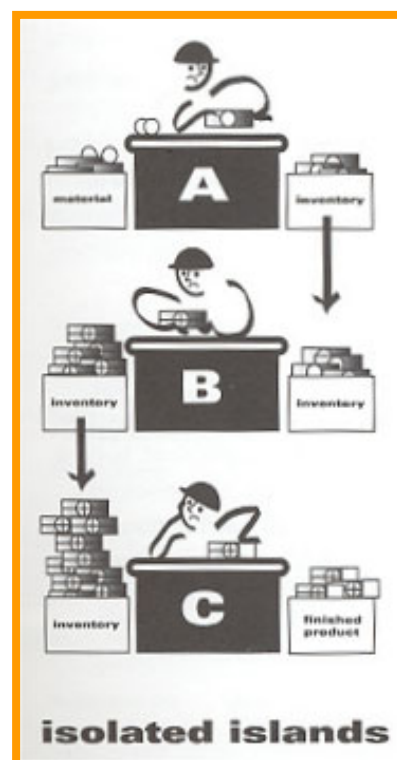 A
material
inventory
B
inventory
inventory
C
inventory
finished
product
isolated islands